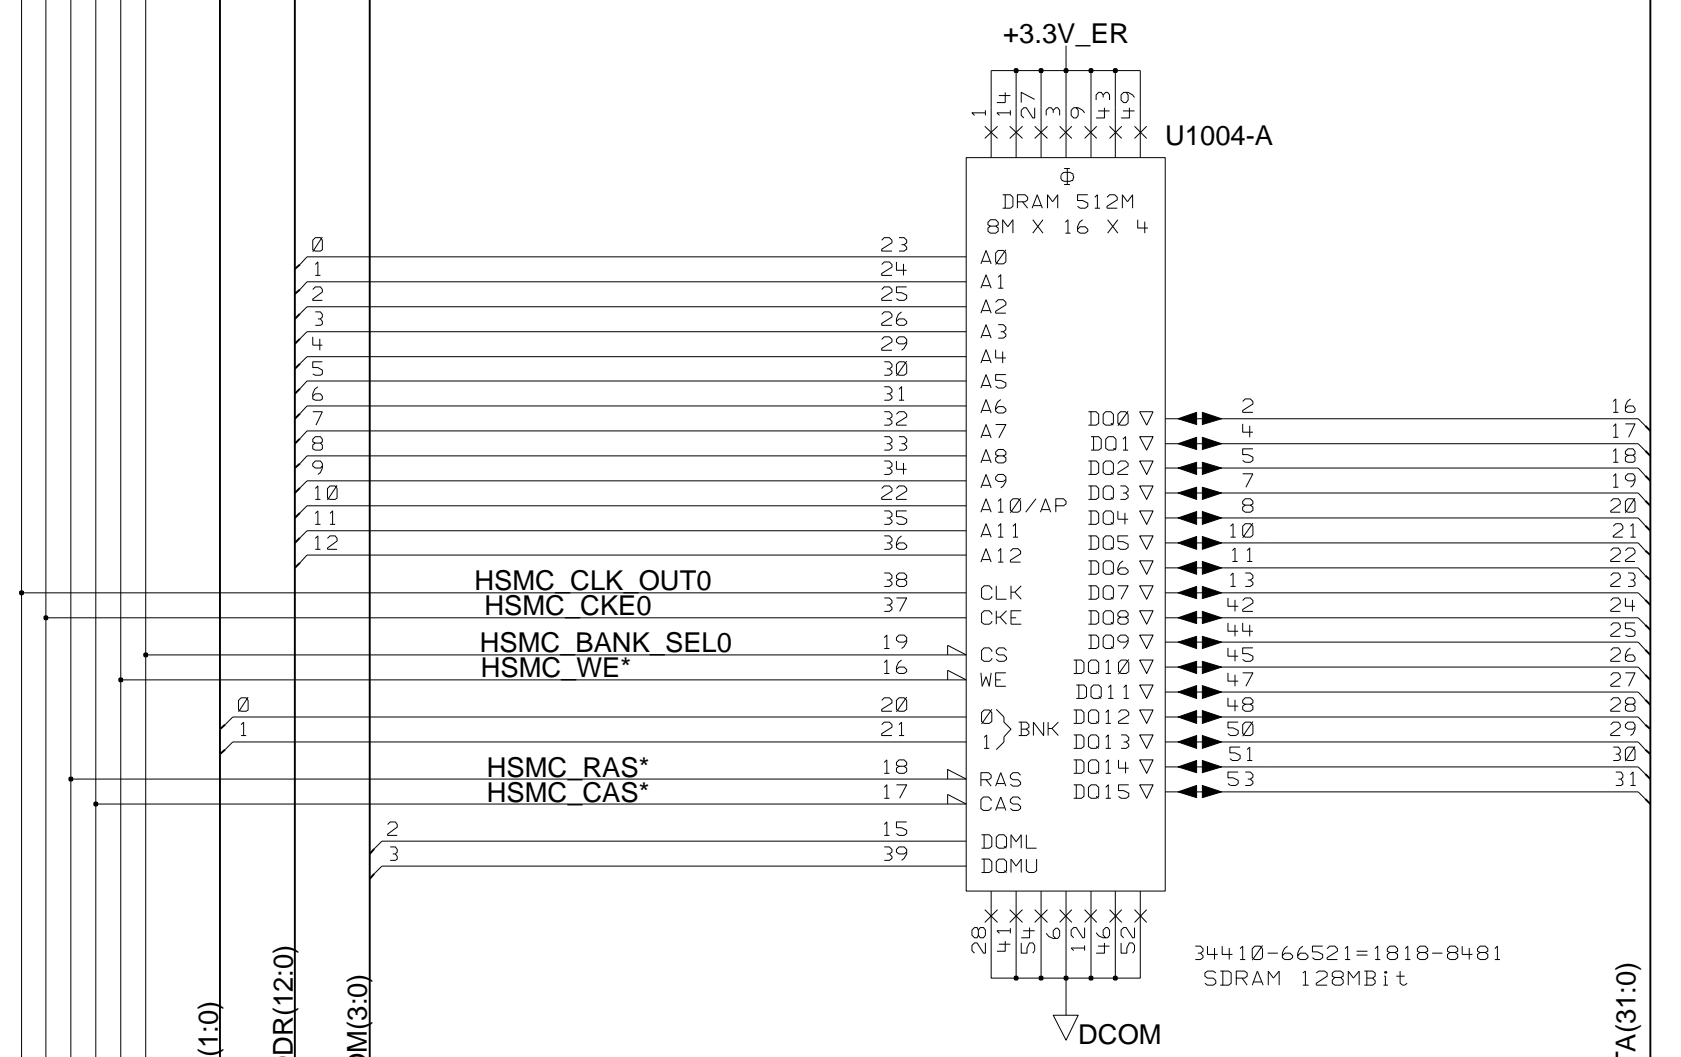 +3.3V_ER
1 14 27 3 9 43 49
U1004-A
Φ
DRAM 512M
8M X 16 X 4
0 23 A0
1 24 A1
2 25 A2
3 26 A3
4 29 A4
5 30 A5
6 31 A6
7 32 A7
8 33 A8
9 34 A9
10 22 A10/AP
11 35 A11
12 36 A12
HSMC_CLK_OUT0 38 CLK
HSMC_CKE0 37 CKE
HSMC_BANK_SEL0 19 CS
HSMC_WE* 16 WE
0 20 0
1 21 1
BNK
HSMC_RAS* 18 RAS
HSMC_CAS* 17 CAS
2 15 DQML
3 39 DQMU
DQ0 2 16
DQ1 4 17
DQ2 5 18
DQ3 7 19
DQ4 8 20
DQ5 10 21
DQ6 11 22
DQ7 13 23
DQ8 42 24
DQ9 44 25
DQ10 45 26
DQ11 47 27
DQ12 48 28
DQ13 50 29
DQ14 51 30
DQ15 53 31
28 41 54 6 12 46 52
34410-66521=1818-8481
SDRAM 128MBit
DCOM
(1:0)
DDR(12:0)
QM(3:0)
TA(31:0)